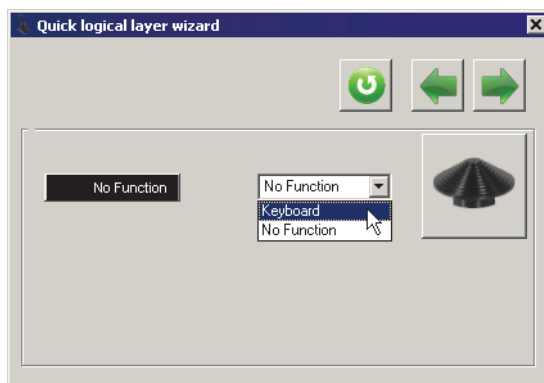 Quick logical layer wizard
No Function
No Function
Keyboard
No Function